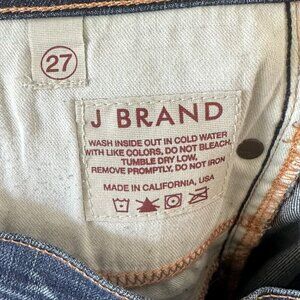 27
J BRAND
WASH INSIDE OUT IN COLD WATER
WITH LIKE COLORS, DO NOT BLEACH.
TUMBLE DRY LOW.
REMOVE PROMPTLY, DO NOT IRON
MADE IN CALIFORNIA, USA